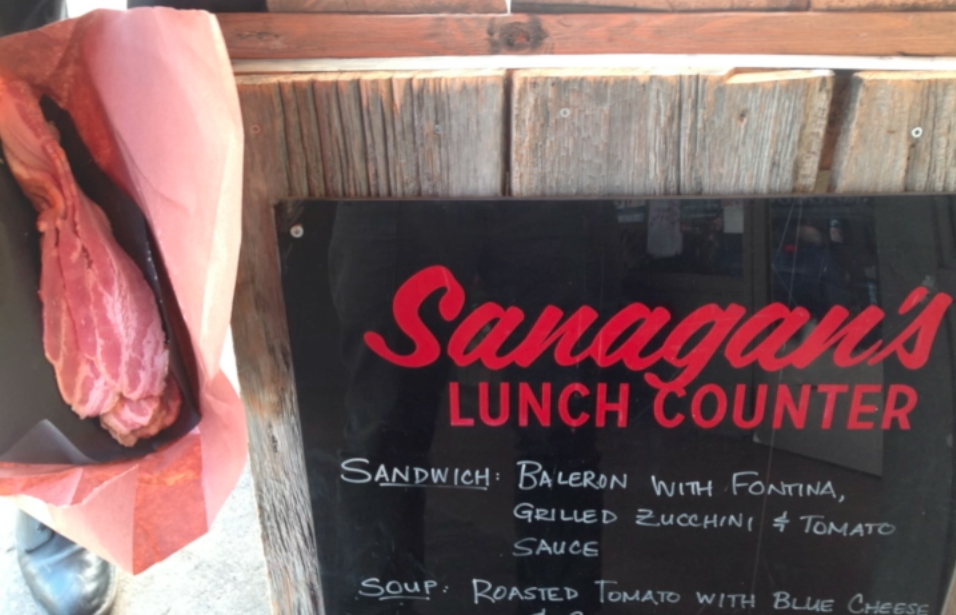 Sanagan's
LUNCH COUNTER
SANDWICH: BALERON WITH FONTINA,
GRILLED ZUCCHINI & TOMATO
SAUCE
SOUP: ROASTED TOMATO WITH BLUE CHEESE